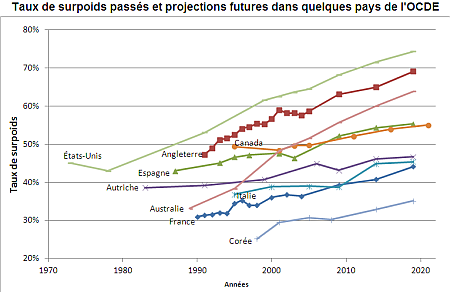 Taux de surpoids passés et projections futures dans quelques pays de l'OCDE
80%
70%
60%
50%
40%
30%
20%
Taux de surpoids
États-Unis
Angleterre
Canada
Espagne
Autriche
Italie
Australie
France
Corée
1970
1980
1990
2000
2010
2020
Années